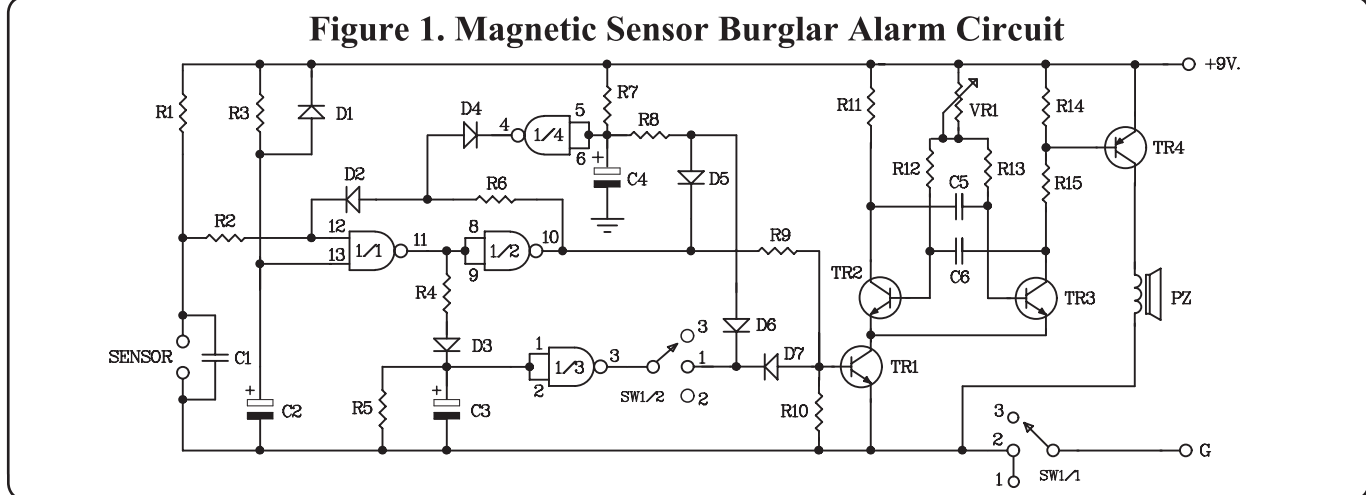 Figure 1. Magnetic Sensor Burglar Alarm Circuit
+9V.
R1
R3
D1
D4
4
1/4
5
6
R7
R8
+
C4
D5
R11
VR1
R14
TR4
R12
R13
C5
R15
D2
R6
R2
12
13
1/1
11
8
9
1/2
10
R9
C6
TR2
TR3
PZ
R4
D6
SENSOR
C1
D3
1
2
1/3
3
SW1/2
3
1
2
D7
TR1
+
C2
R5
+
C3
R10
3
2
1
SW1/1
G